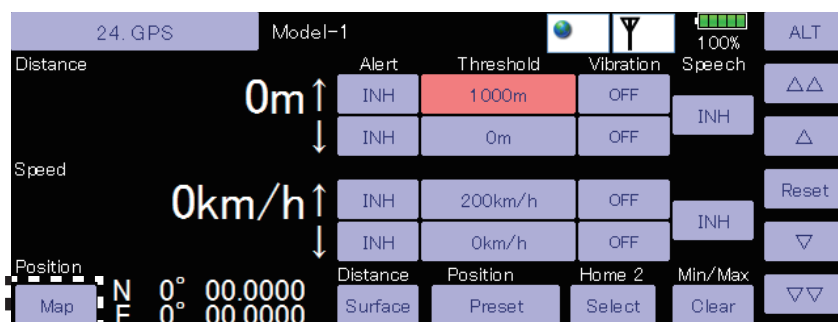 24. GPS Model-1 100% ALT
Distance Alert Threshold Vibration Speech
0m ↑ INH 1000m OFF INH △△
↓ INH 0m OFF △
Speed
0km/h ↑ INH 200km/h OFF INH Reset
↓ INH 0km/h OFF ▽
Position Distance Position Home 2 Min/Max
Map N 0° 00.0000 Surface Preset Select Clear ▽▽
E 0° 00.0000